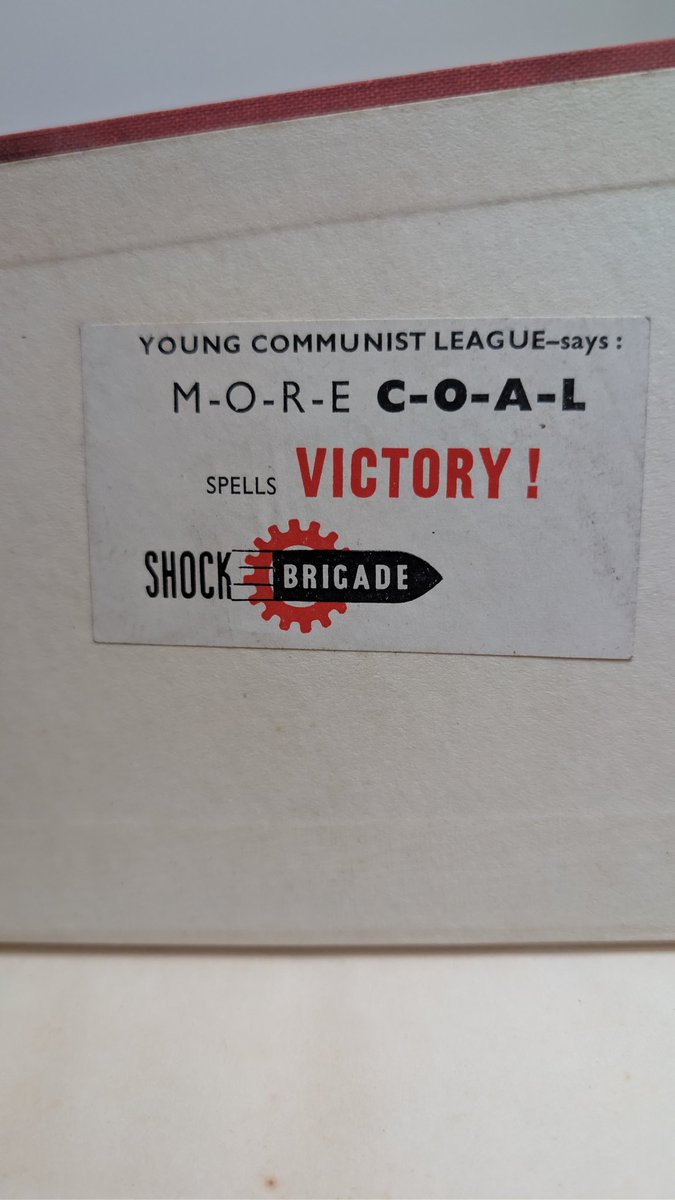 YOUNG COMMUNIST LEAGUE–says :
M-O-R-E C-O-A-L
SPELLS VICTORY !
SHOCK BRIGADE